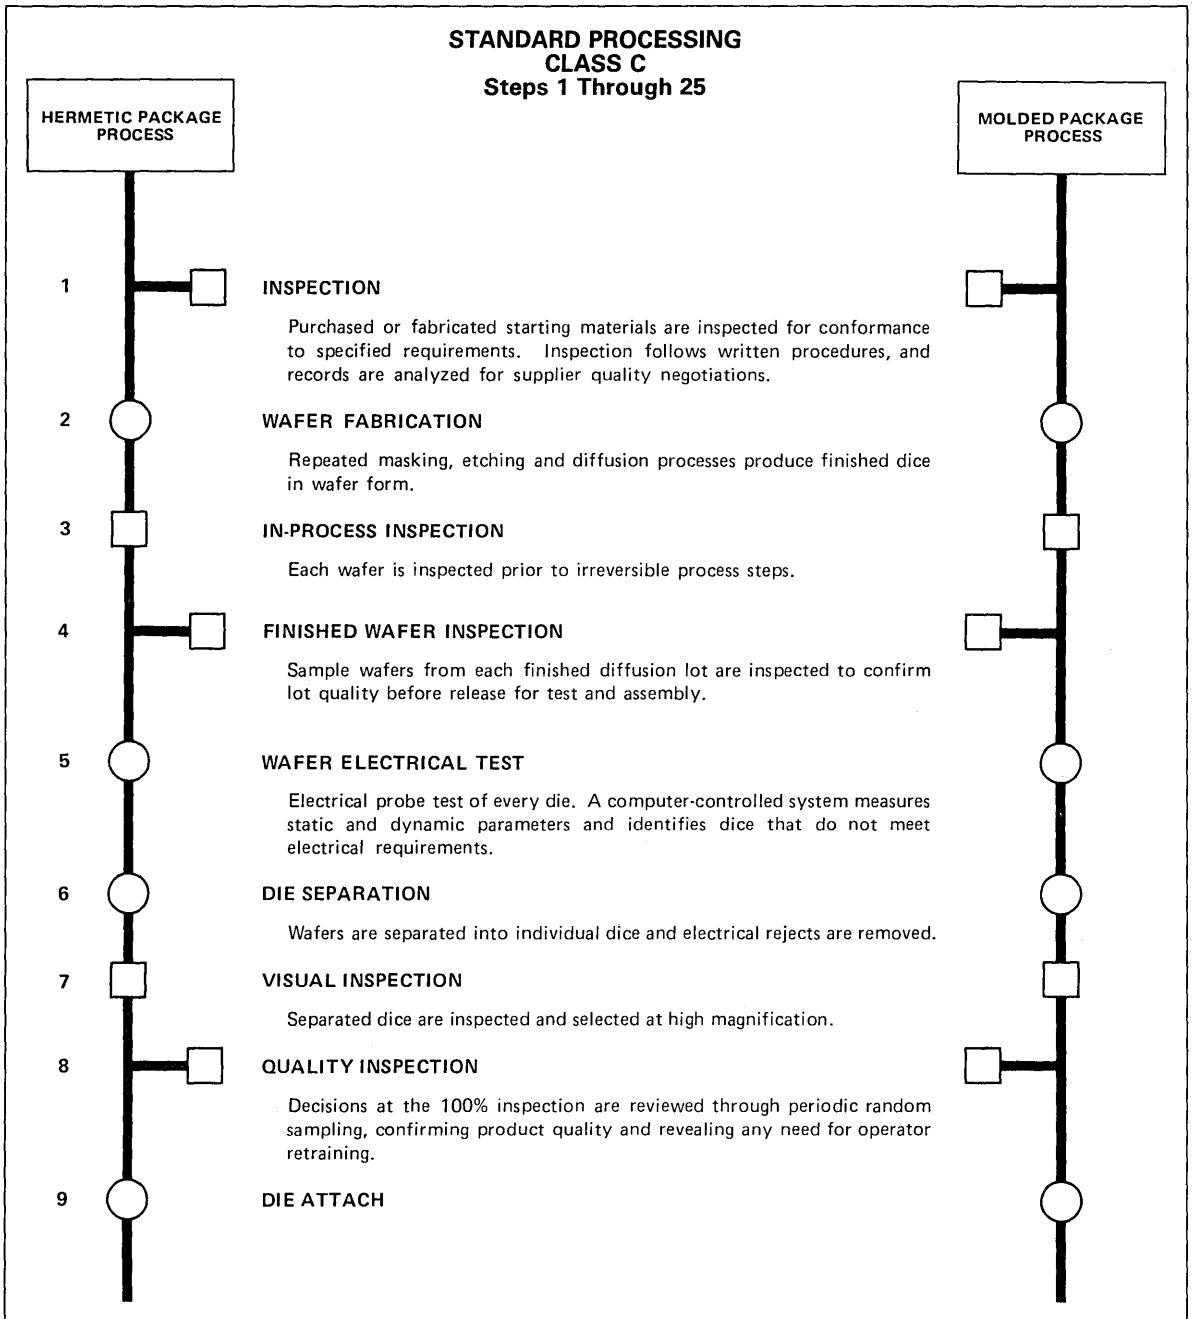 STANDARD PROCESSING
CLASS C
Steps 1 Through 25
HERMETIC PACKAGE
PROCESS
MOLDED PACKAGE
PROCESS
1 INSPECTION
Purchased or fabricated starting materials are inspected for conformance
to specified requirements. Inspection follows written procedures, and
records are analyzed for supplier quality negotiations.
2 WAFER FABRICATION
Repeated masking, etching and diffusion processes produce finished dice
in wafer form.
3 IN-PROCESS INSPECTION
Each wafer is inspected prior to irreversible process steps.
4 FINISHED WAFER INSPECTION
Sample wafers from each finished diffusion lot are inspected to confirm
lot quality before release for test and assembly.
5 WAFER ELECTRICAL TEST
Electrical probe test of every die. A computer-controlled system measures
static and dynamic parameters and identifies dice that do not meet
electrical requirements.
6 DIE SEPARATION
Wafers are separated into individual dice and electrical rejects are removed.
7 VISUAL INSPECTION
Separated dice are inspected and selected at high magnification.
8 QUALITY INSPECTION
Decisions at the 100% inspection are reviewed through periodic random
sampling, confirming product quality and revealing any need for operator
retraining.
9 DIE ATTACH